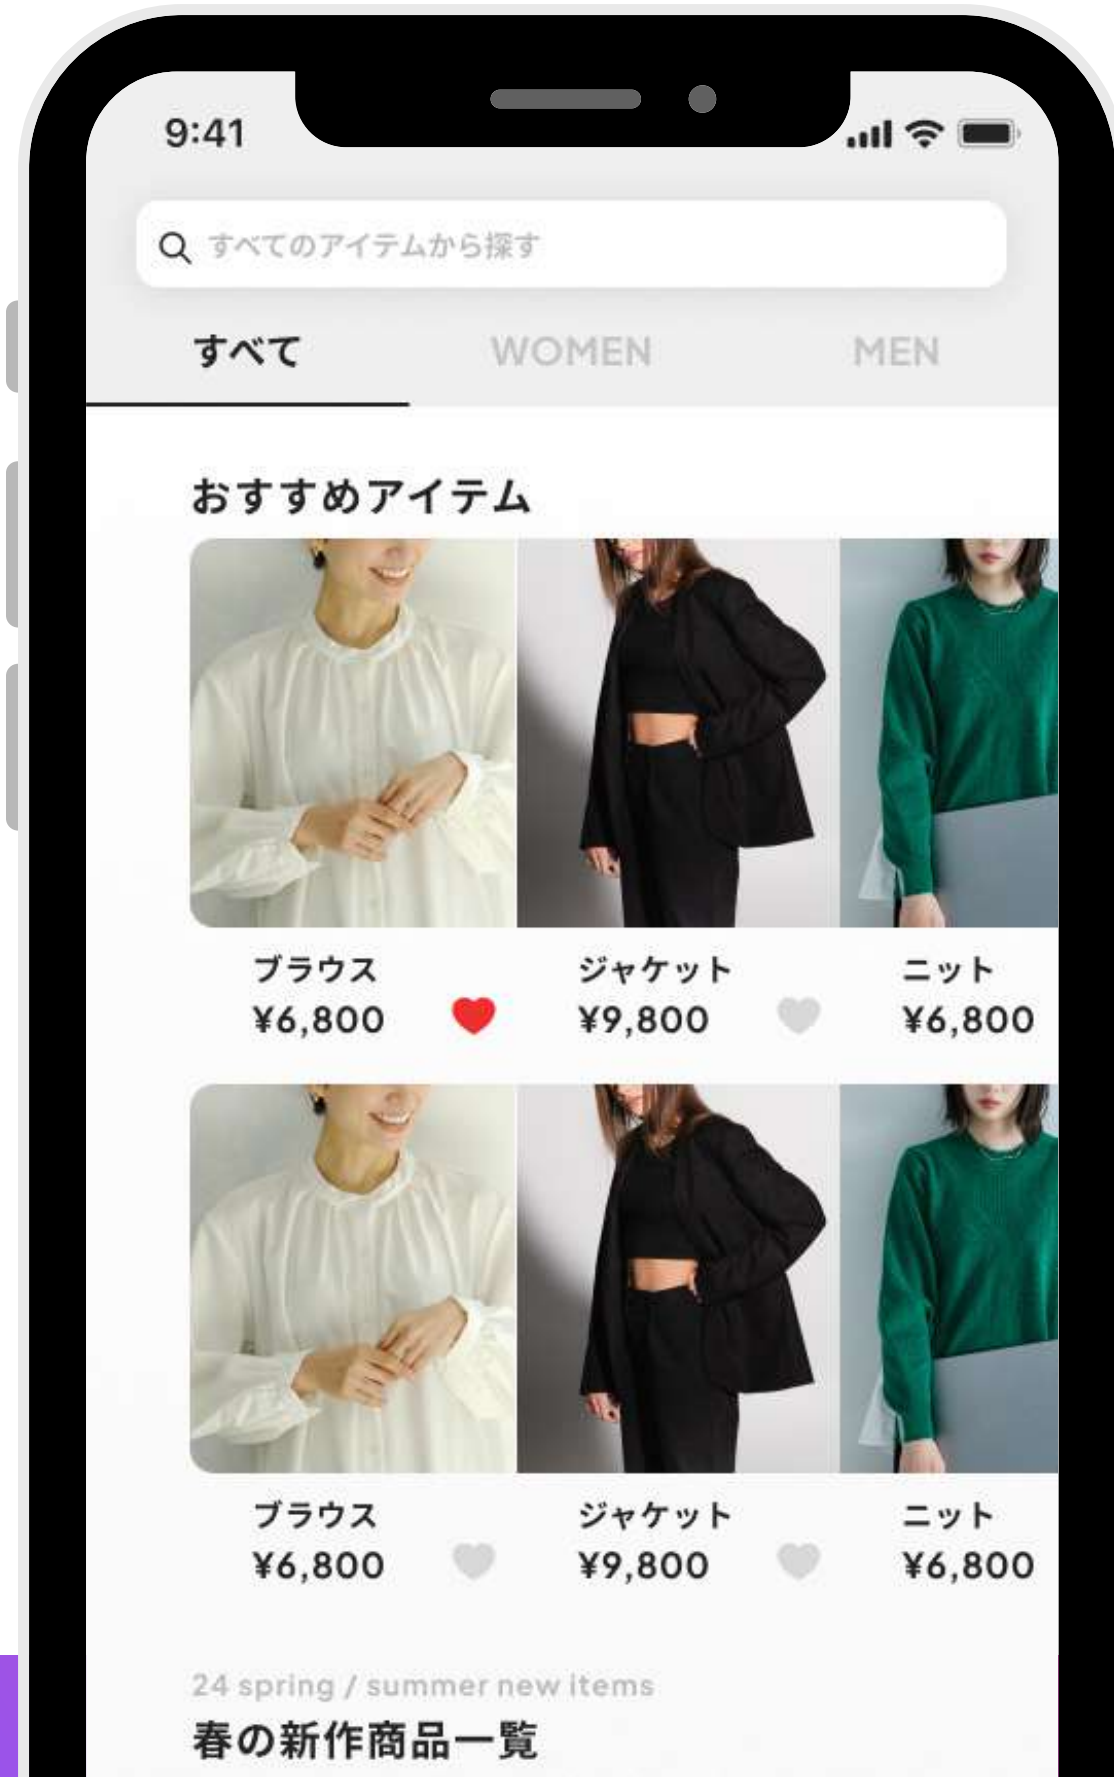 9:41
すべてのアイテムから探す
すべて WOMEN MEN
おすすめアイテム
ブラウス ジャケット ニット
¥6,800 ¥9,800 ¥6,800
ブラウス ジャケット ニット
¥6,800 ¥9,800 ¥6,800
24 spring / summer new items
春の新作商品一覧